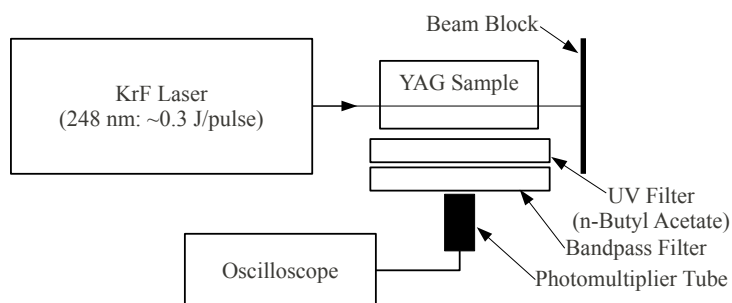 Beam Block
KrF Laser
(248 nm: ~0.3 J/pulse)
YAG Sample
UV Filter
(n-Butyl Acetate)
Bandpass Filter
Photomultiplier Tube
Oscilloscope